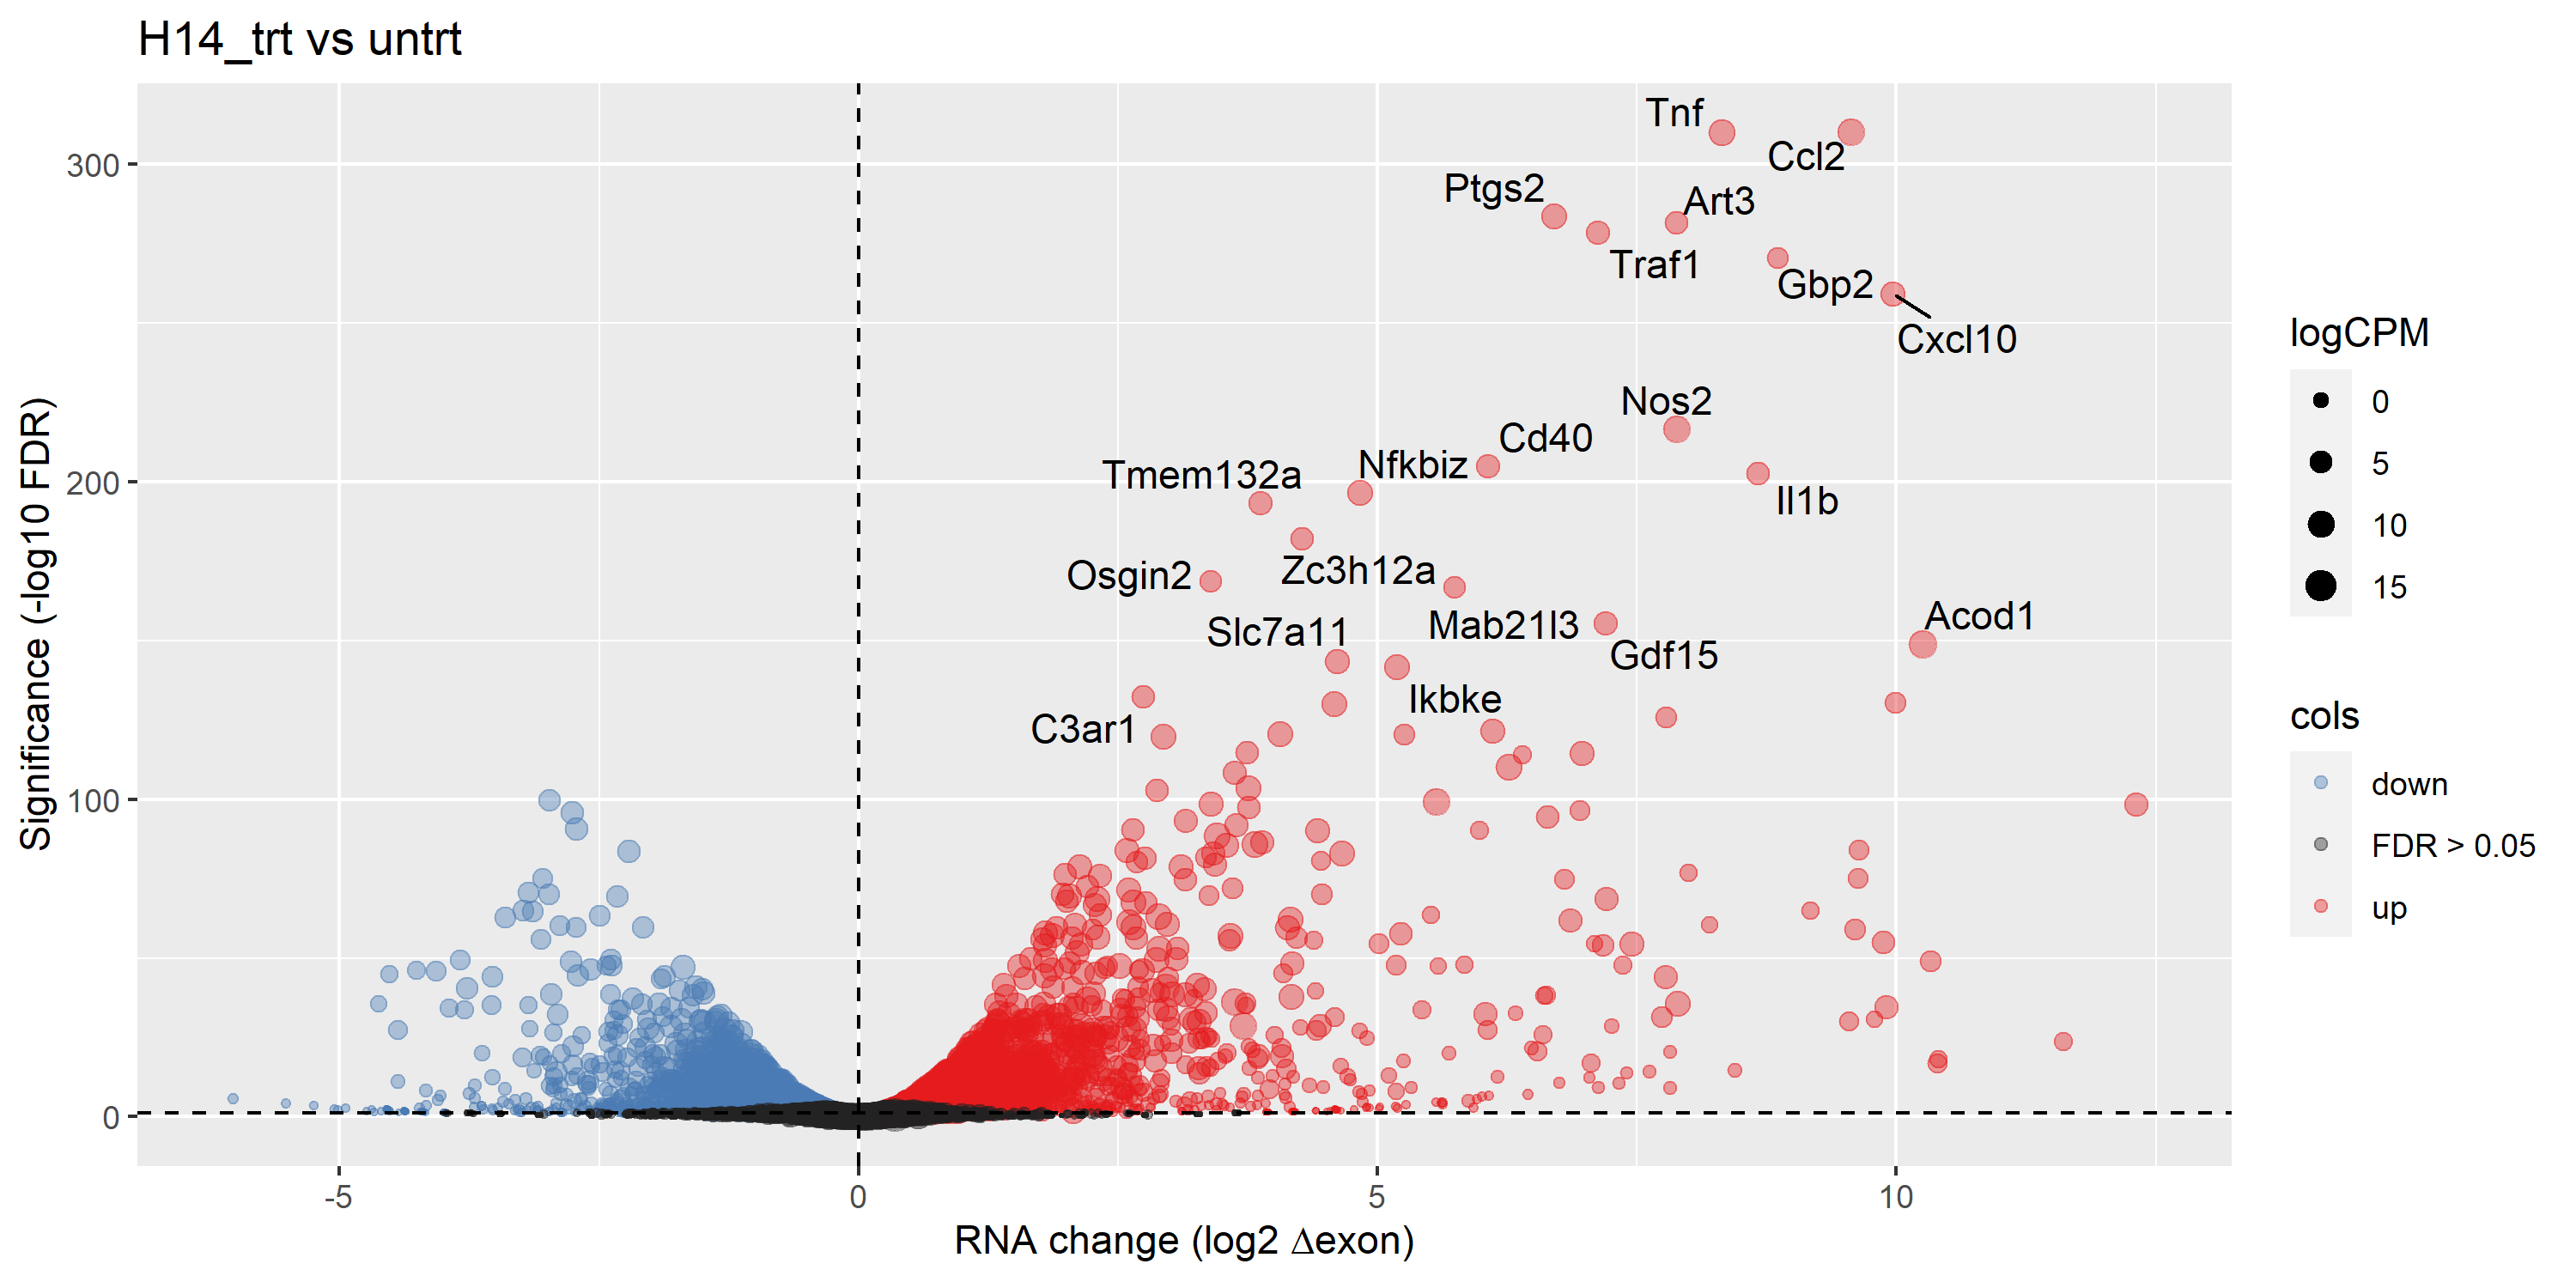 H14_trt vs untrt
Tnf
Ccl2
Ptgs2
Art3
Traf1
Gbp2
Cxcl10
Nos2
Cd40
Nfkbiz
Tmem132a
Il1b
Zc3h12a
Osgin2
Mab21l3
Slc7a11
Acod1
Gdf15
Ikbke
C3ar1
300
200
100
0
Significance (-log10 FDR)
-5
0
5
10
RNA change (log2 Δexon)
logCPM
0
5
10
15
cols
down
FDR > 0.05
up